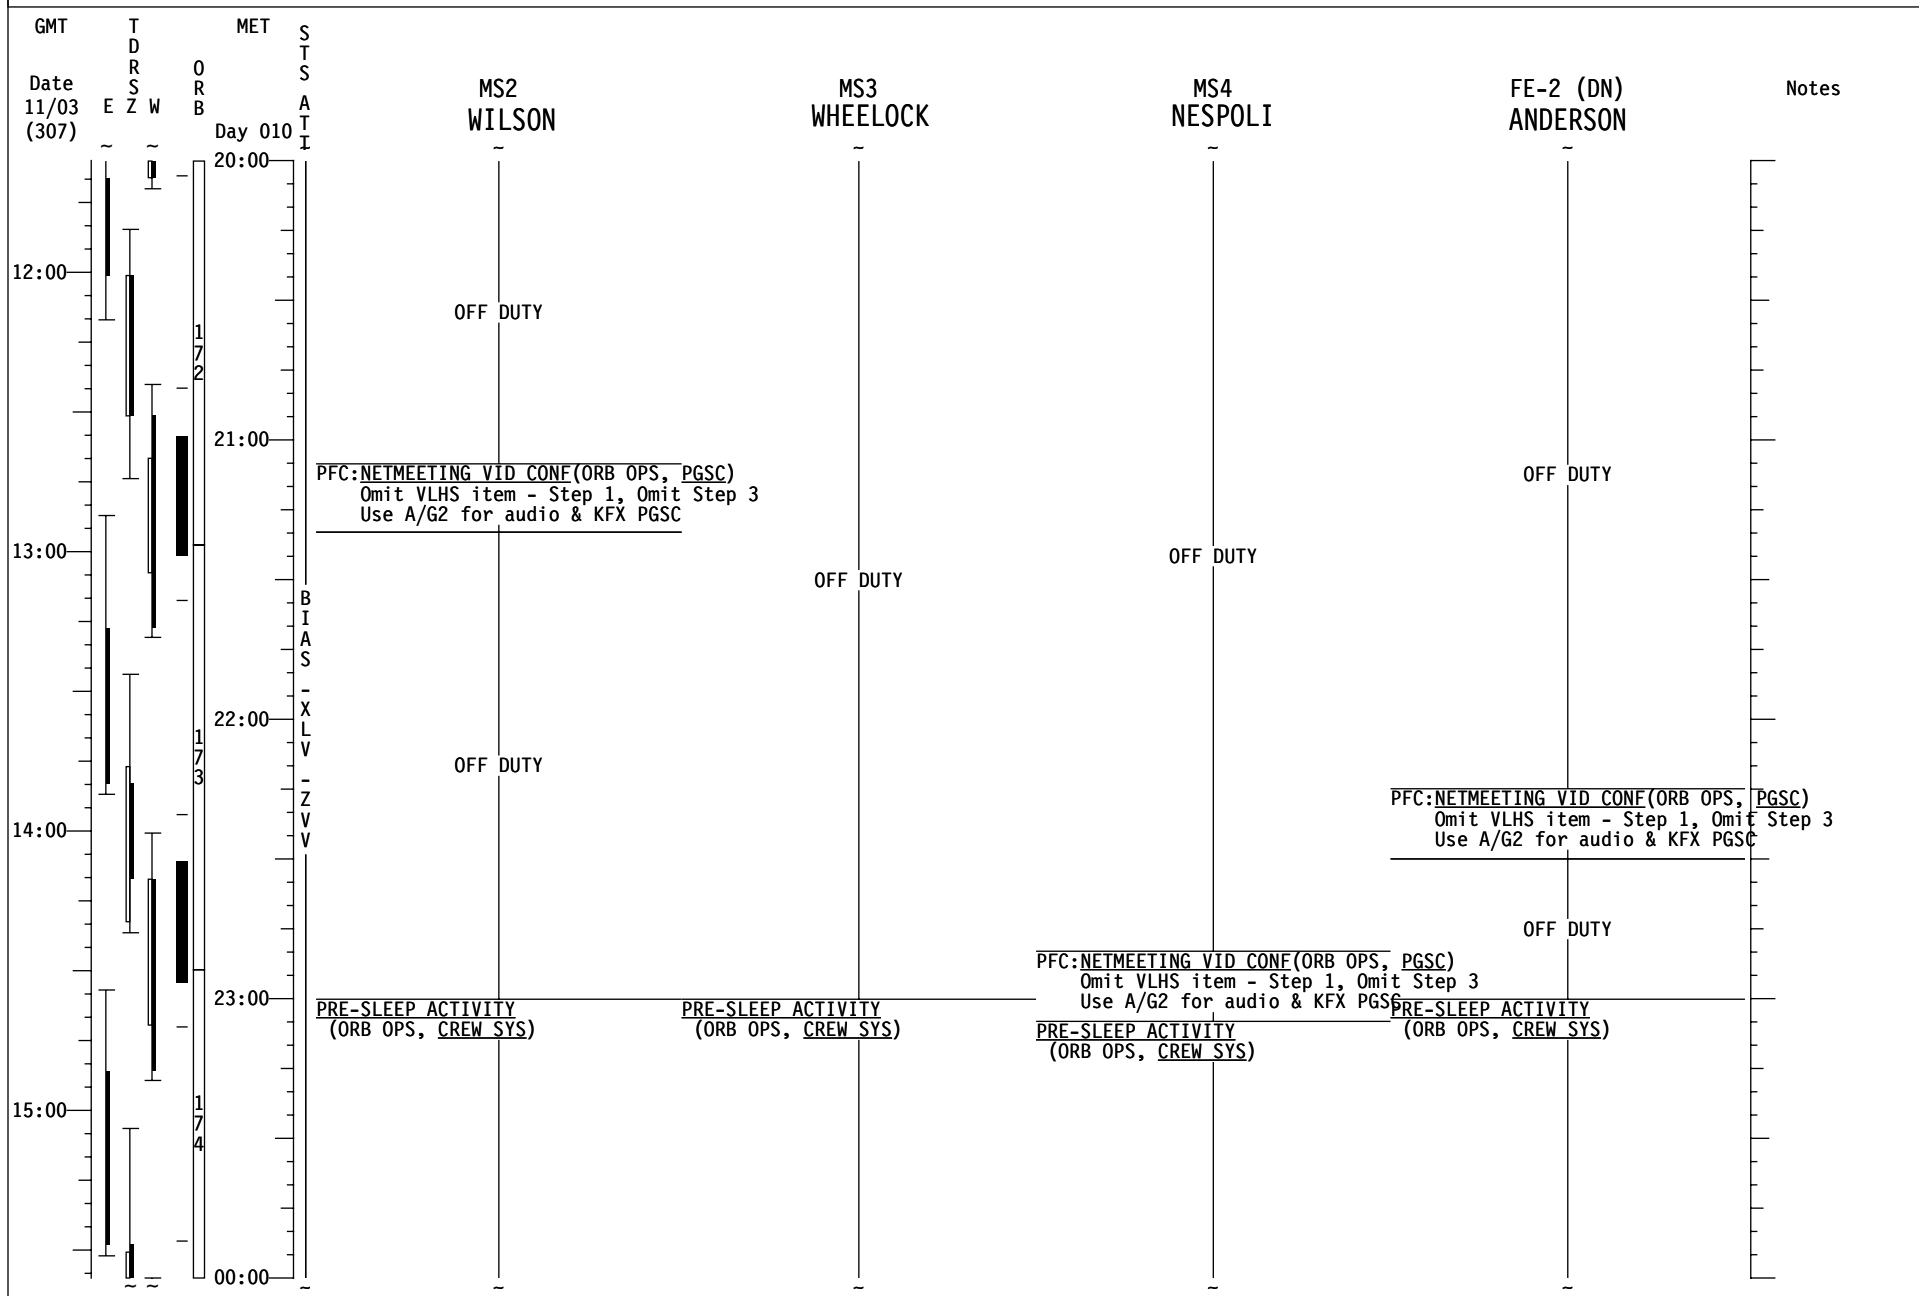 GMT
TDRS
MET
STS ATT
ORB
Date
11/03
(307)
E Z W
Day 010
MS2
WILSON
MS3
WHEELOCK
MS4
NESPOLI
FE-2 (DN)
ANDERSON
Notes
~ ~ ~ ~ ~ ~
20:00
12:00
OFF DUTY
172
21:00
PFC:NETMEETING VID CONF(ORB OPS, PGSC)
Omit VLHS item - Step 1, Omit Step 3
Use A/G2 for audio & KFX PGSC
OFF DUTY
13:00
OFF DUTY
OFF DUTY
BIAS -XLV -ZVV
22:00
173
OFF DUTY
PFC:NETMEETING VID CONF(ORB OPS, PGSC)
Omit VLHS item - Step 1, Omit Step 3
Use A/G2 for audio & KFX PGSC
14:00
OFF DUTY
PFC:NETMEETING VID CONF(ORB OPS, PGSC)
Omit VLHS item - Step 1, Omit Step 3
Use A/G2 for audio & KFX PGSC
23:00
PRE-SLEEP ACTIVITY
(ORB OPS, CREW SYS)
PRE-SLEEP ACTIVITY
(ORB OPS, CREW SYS)
PRE-SLEEP ACTIVITY
(ORB OPS, CREW SYS)
PRE-SLEEP ACTIVITY
(ORB OPS, CREW SYS)
15:00
174
00:00
~ ~ ~ ~ ~ ~ ~